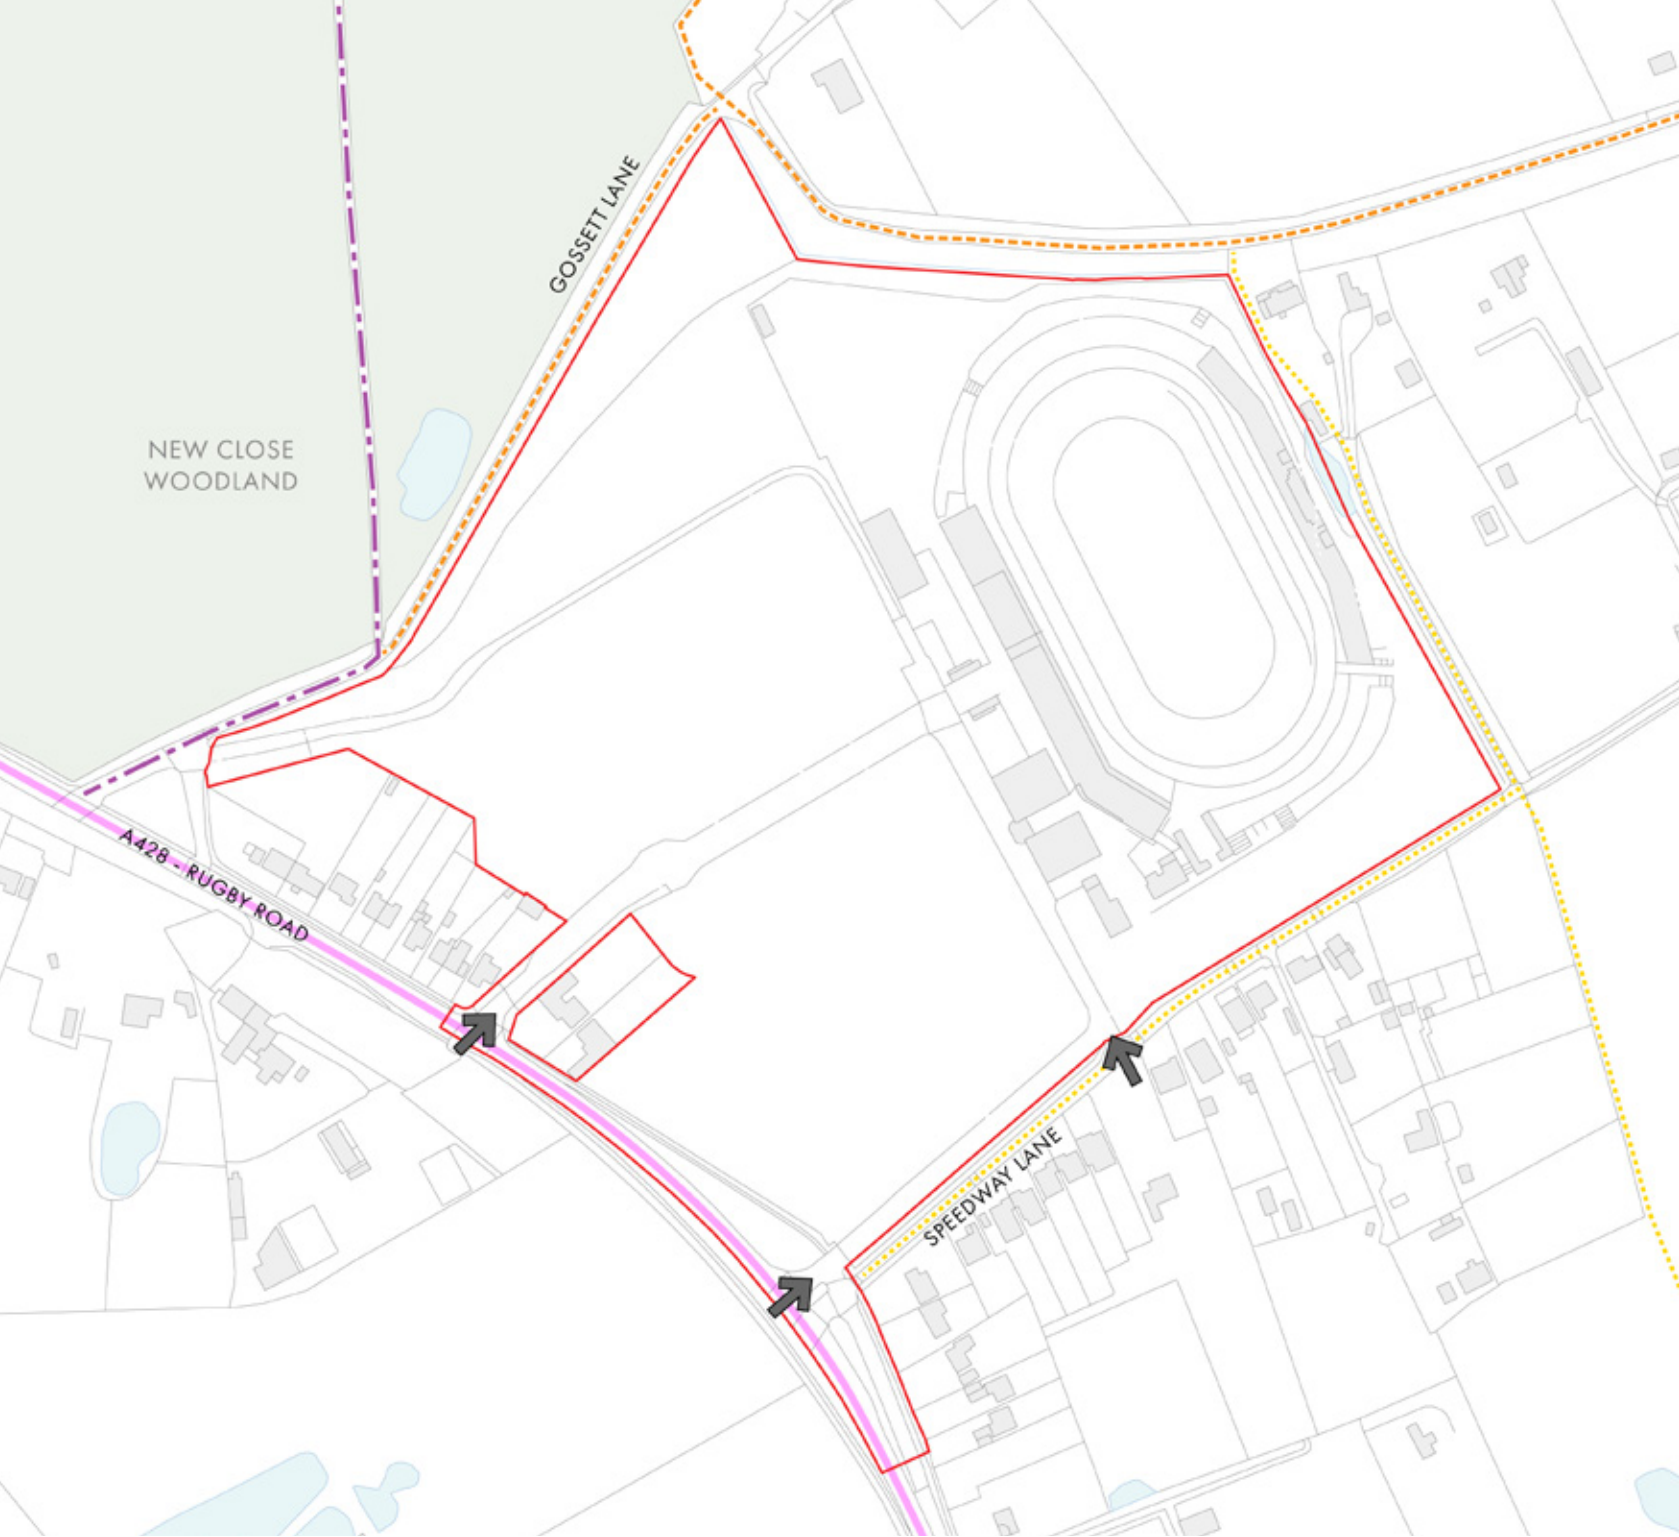 GOSSETT LANE
NEW CLOSE
WOODLAND
A428 - RUGBY ROAD
SPEEDWAY LANE